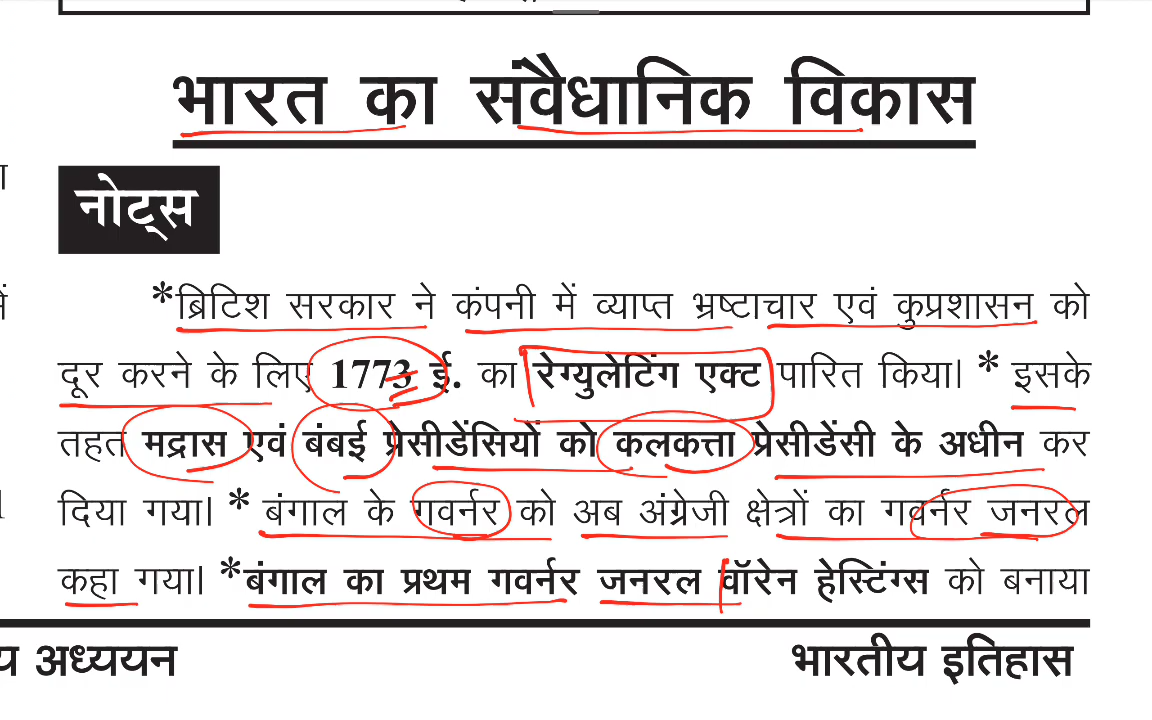 भारत का संवैधानिक विकास
नोट्स
*ब्रिटिश सरकार ने कंपनी में व्याप्त भ्रष्टाचार एवं कुप्रशासन को
दूर करने के लिए 1773 ई. का रेग्युलेटिंग एक्ट पारित किया। * इसके
तहत मद्रास एवं बंबई प्रेसीडेंसियों को कलकत्ता प्रेसीडेंसी के अधीन कर
दिया गया। * बंगाल के गवर्नर को अब अंग्रेजी क्षेत्रों का गवर्नर जनरल
कहा गया। *बंगाल का प्रथम गवर्नर जनरल वॉरेन हेस्टिंग्स को बनाया
अध्ययन
भारतीय इतिहास